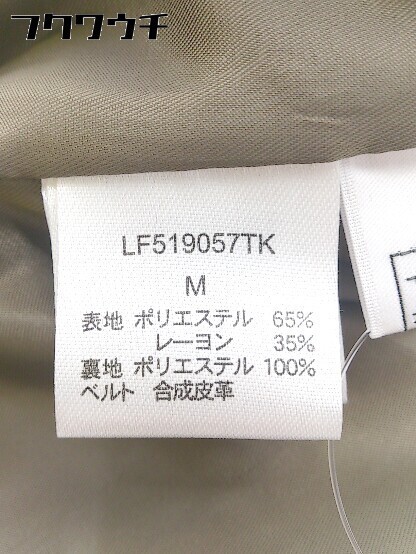 フクウクチ
LF519057TK
M
表地 ポリエステル 65%
レーヨン 35%
裏地 ポリエステル 100%
ベルト 合成皮革